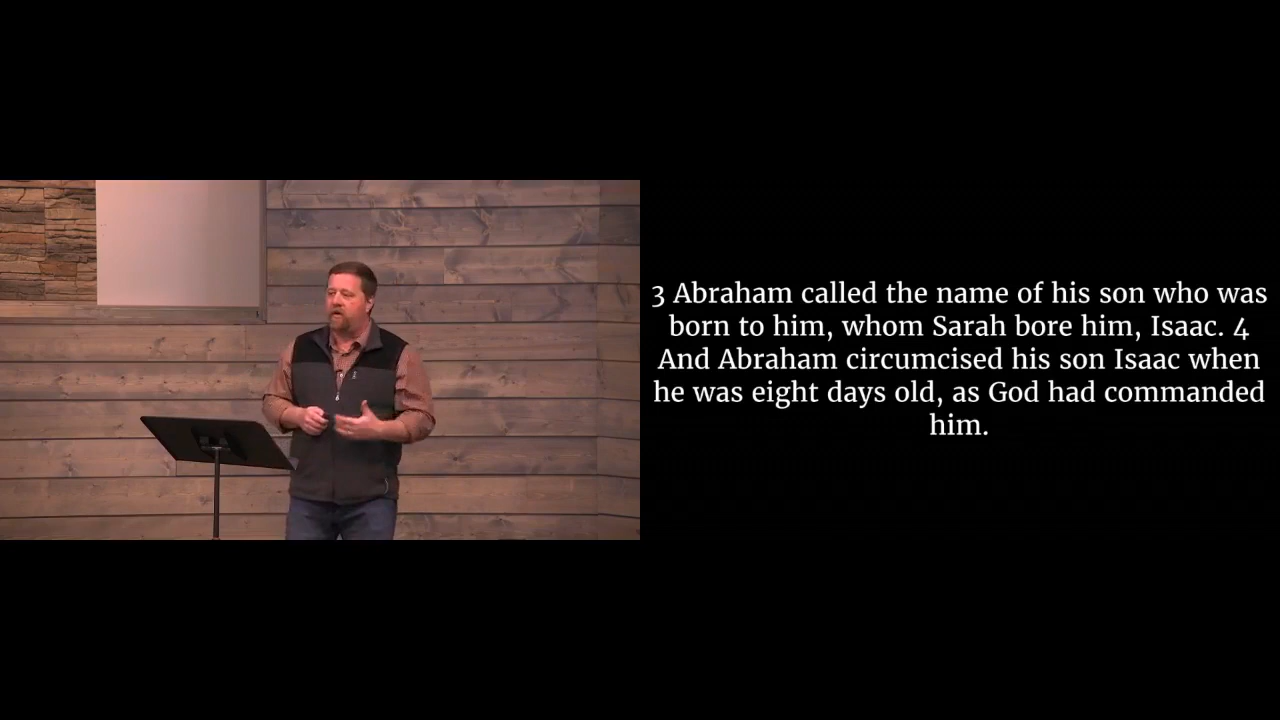 3 Abraham called the name of his son who was
born to him, whom Sarah bore him, Isaac. 4
And Abraham circumcised his son Isaac when
he was eight days old, as God had commanded
him.